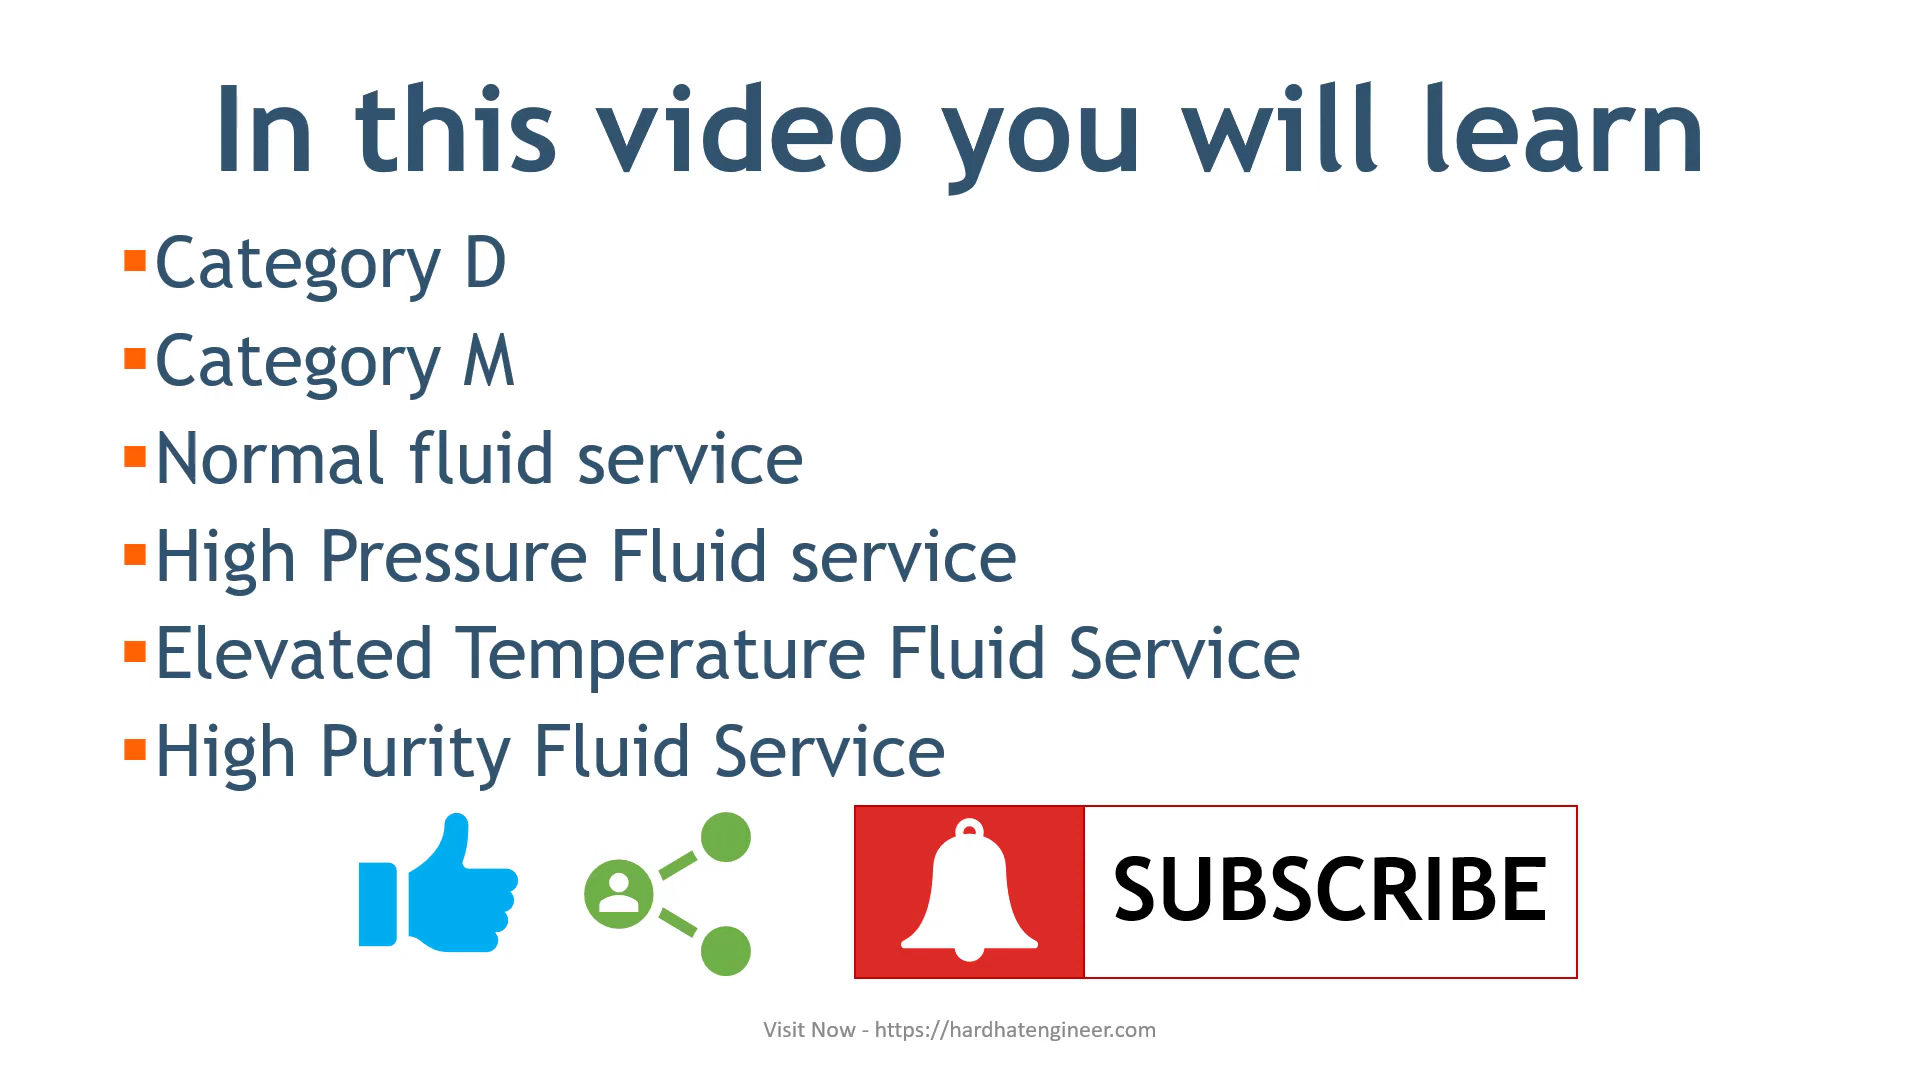 In this video you will learn
▪Category D
▪Category M
▪Normal fluid service
▪High Pressure Fluid service
▪Elevated Temperature Fluid Service
▪High Purity Fluid Service
SUBSCRIBE
Visit Now - https://hardhatengineer.com